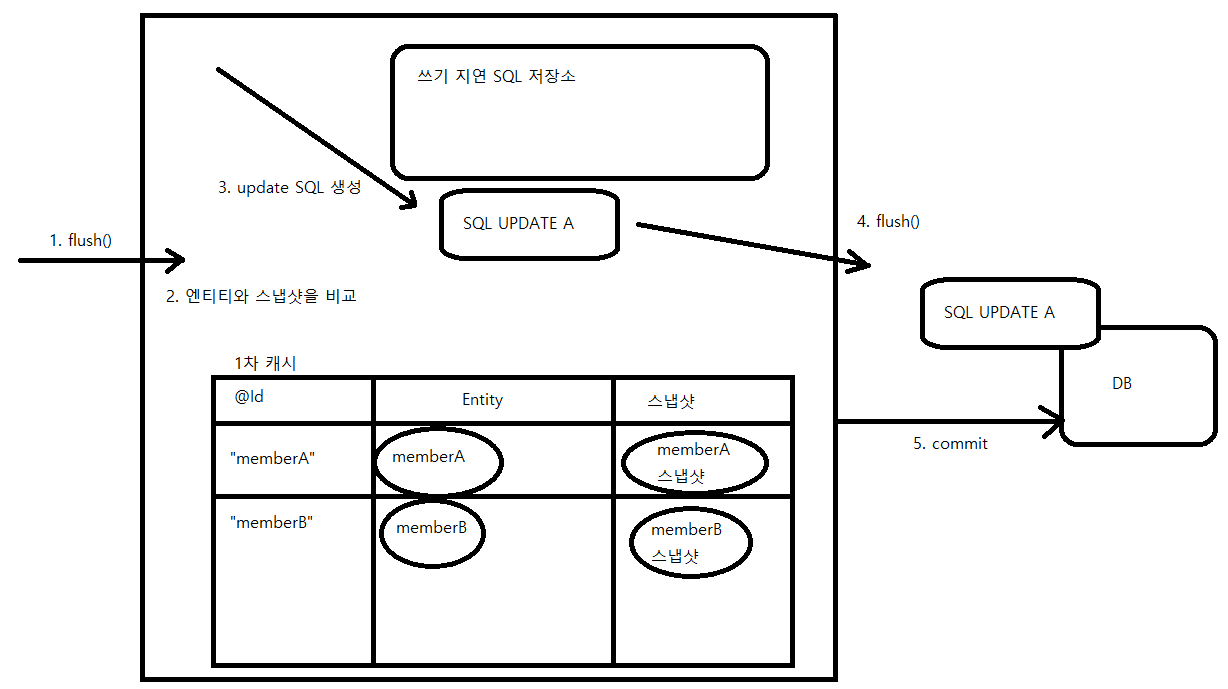 쓰기 지연 SQL 저장소
3. update SQL 생성
SQL UPDATE A
4. flush()
1. flush()
2. 엔티티와 스냅샷을 비교
SQL UPDATE A
DB
1차 캐시
@Id
Entity
스냅샷
"memberA"
memberA
memberA
스냅샷
5. commit
"memberB"
memberB
memberB
스냅샷